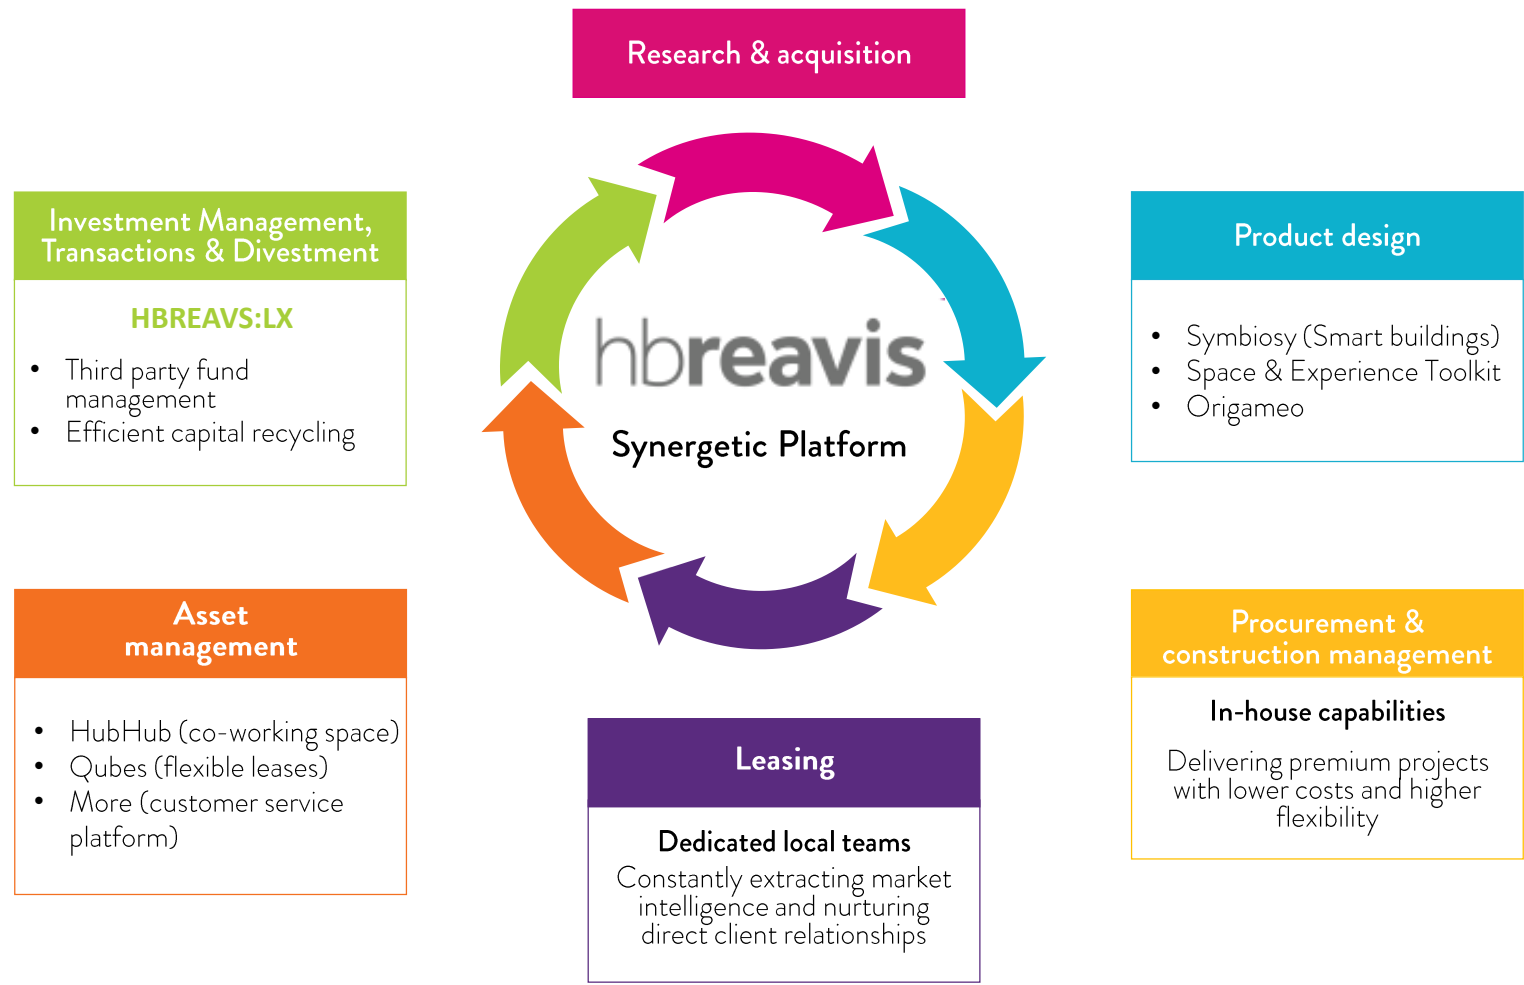 Research & acquisition
Investment Management,
Transactions & Divestment
HBREAVS:LX
• Third party fund
management
• Efficient capital recycling
Product design
• Symbiosy (Smart buildings)
• Space & Experience Toolkit
• Origameo
hbreavis
Synergetic Platform
Asset
management
• HubHub (co-working space)
• Qubes (flexible leases)
• More (customer service
platform)
Procurement &
construction management
In-house capabilities
Delivering premium projects
with lower costs and higher
flexibility
Leasing
Dedicated local teams
Constantly extracting market
intelligence and nurturing
direct client relationships